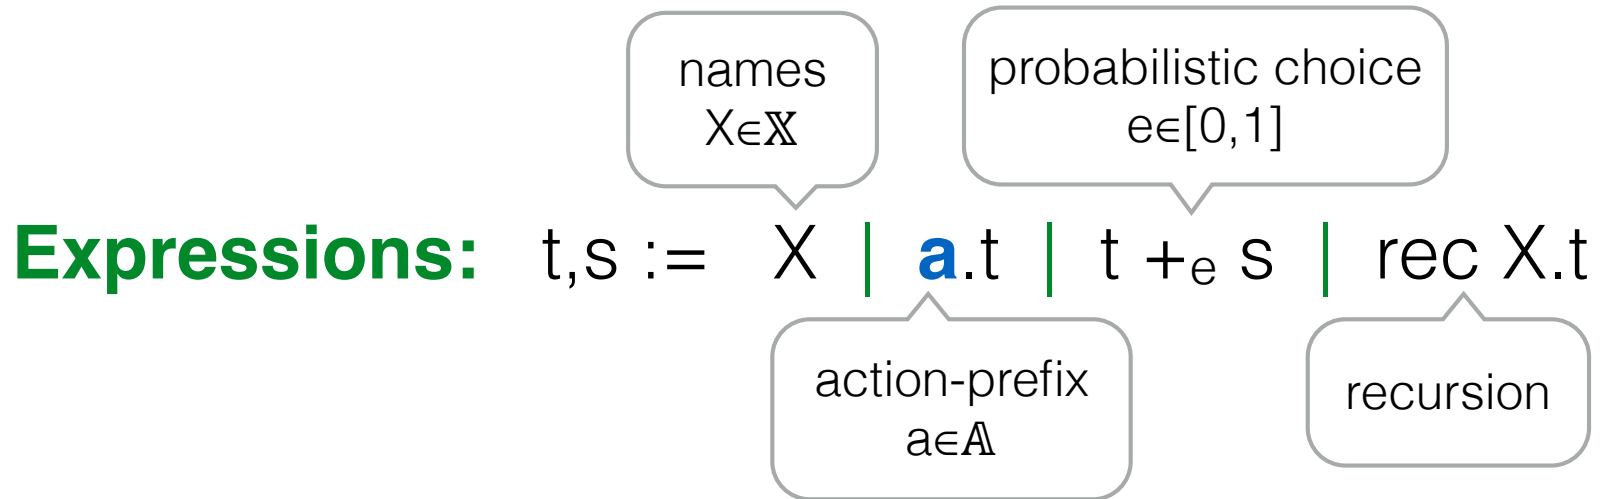 names
X∈𝕏
probabilistic choice
e∈[0,1]
Expressions: t,s := X | a.t | t +ₑ s | rec X.t
action-prefix
a∈𝔸
recursion